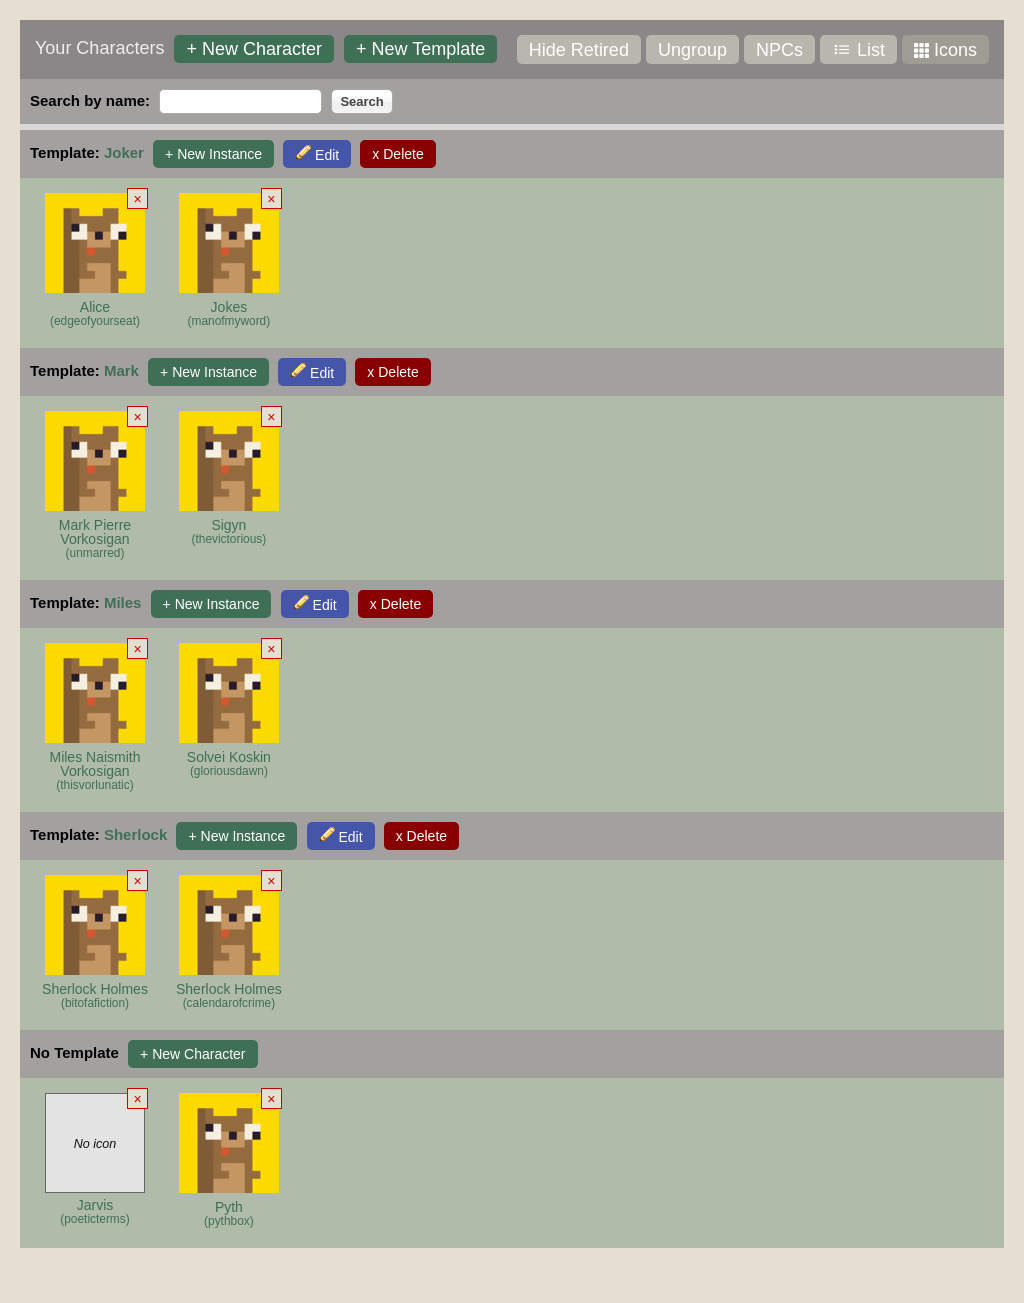 Your Characters + New Character + New Template Hide Retired Ungroup NPCs List Icons
Search by name: Search
Template: Joker + New Instance Edit x Delete
× ×
Alice Jokes
(edgeofyourseat) (manofmyword)
Template: Mark + New Instance Edit x Delete
× ×
Mark Pierre Sigyn
Vorkosigan (thevictorious)
(unmarred)
Template: Miles + New Instance Edit x Delete
× ×
Miles Naismith Solvei Koskin
Vorkosigan (gloriousdawn)
(thisvorlunatic)
Template: Sherlock + New Instance Edit x Delete
× ×
Sherlock Holmes Sherlock Holmes
(bitofafiction) (calendarofcrime)
No Template + New Character
× ×
No icon
Jarvis Pyth
(poeticterms) (pythbox)